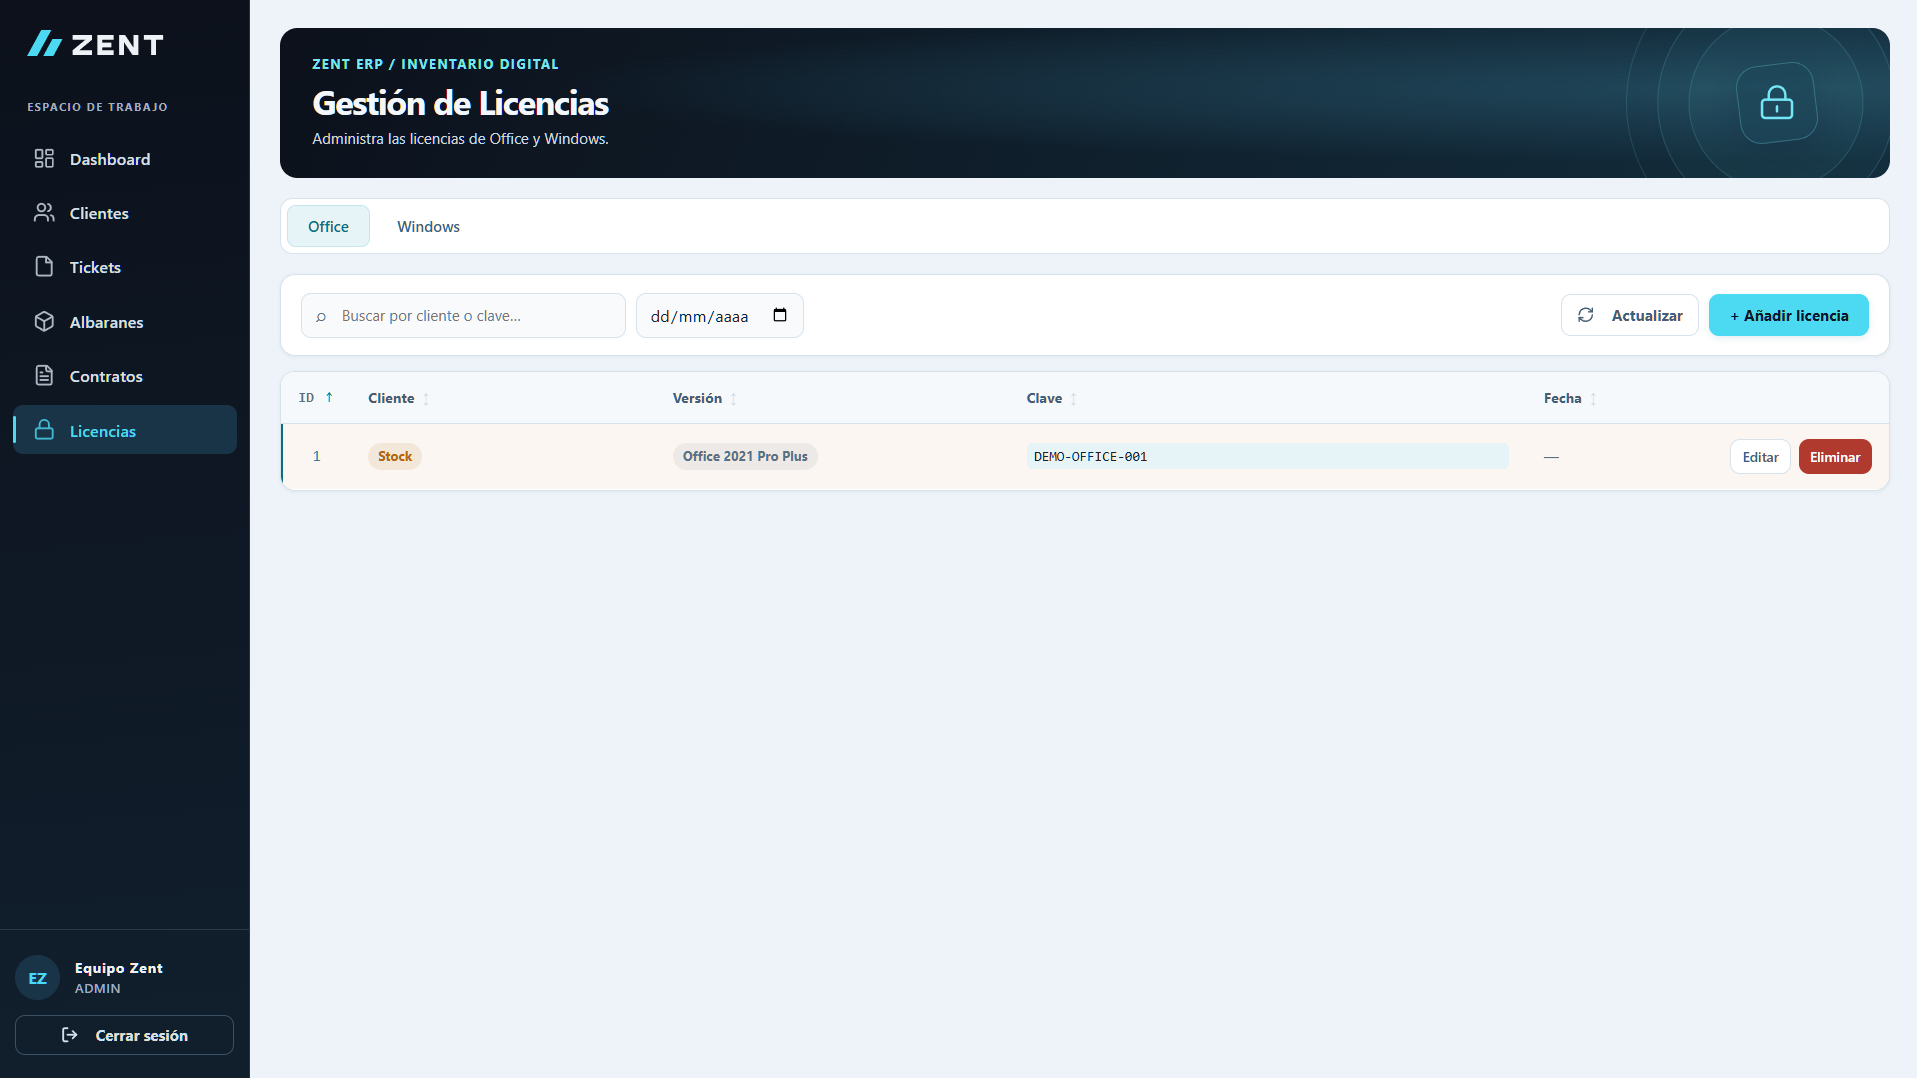 ZENT
ESPACIO DE TRABAJO
Dashboard
Clientes
Tickets
Albaranes
Contratos
Licencias
EZ
Equipo Zent
ADMIN
Cerrar sesión
ZENT ERP / INVENTARIO DIGITAL
Gestión de Licencias
Administra las licencias de Office y Windows.
Office Windows
Buscar por cliente o clave... dd/mm/aaaa Actualizar + Añadir licencia
ID ↑ Cliente ↕ Versión ↕ Clave ↕ Fecha ↕
1 Stock Office 2021 Pro Plus DEMO-OFFICE-001 — Editar Eliminar